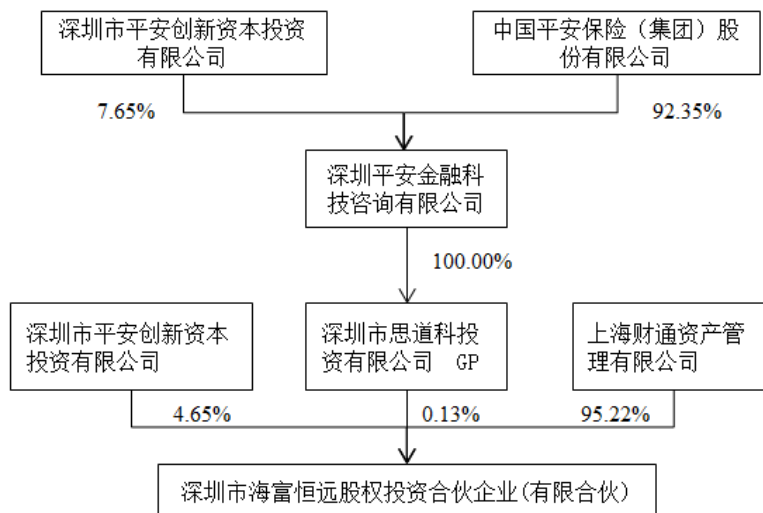 深圳市平安创新资本投资
有限公司
中国平安保险（集团）股
份有限公司
7.65%
92.35%
深圳平安金融科
技咨询有限公司
100.00%
深圳市平安创新资本
投资有限公司
深圳市思道科投
资有限公司 GP
上海财通资产管
理有限公司
4.65%
0.13%
95.22%
深圳市海富恒远股权投资合伙企业(有限合伙)